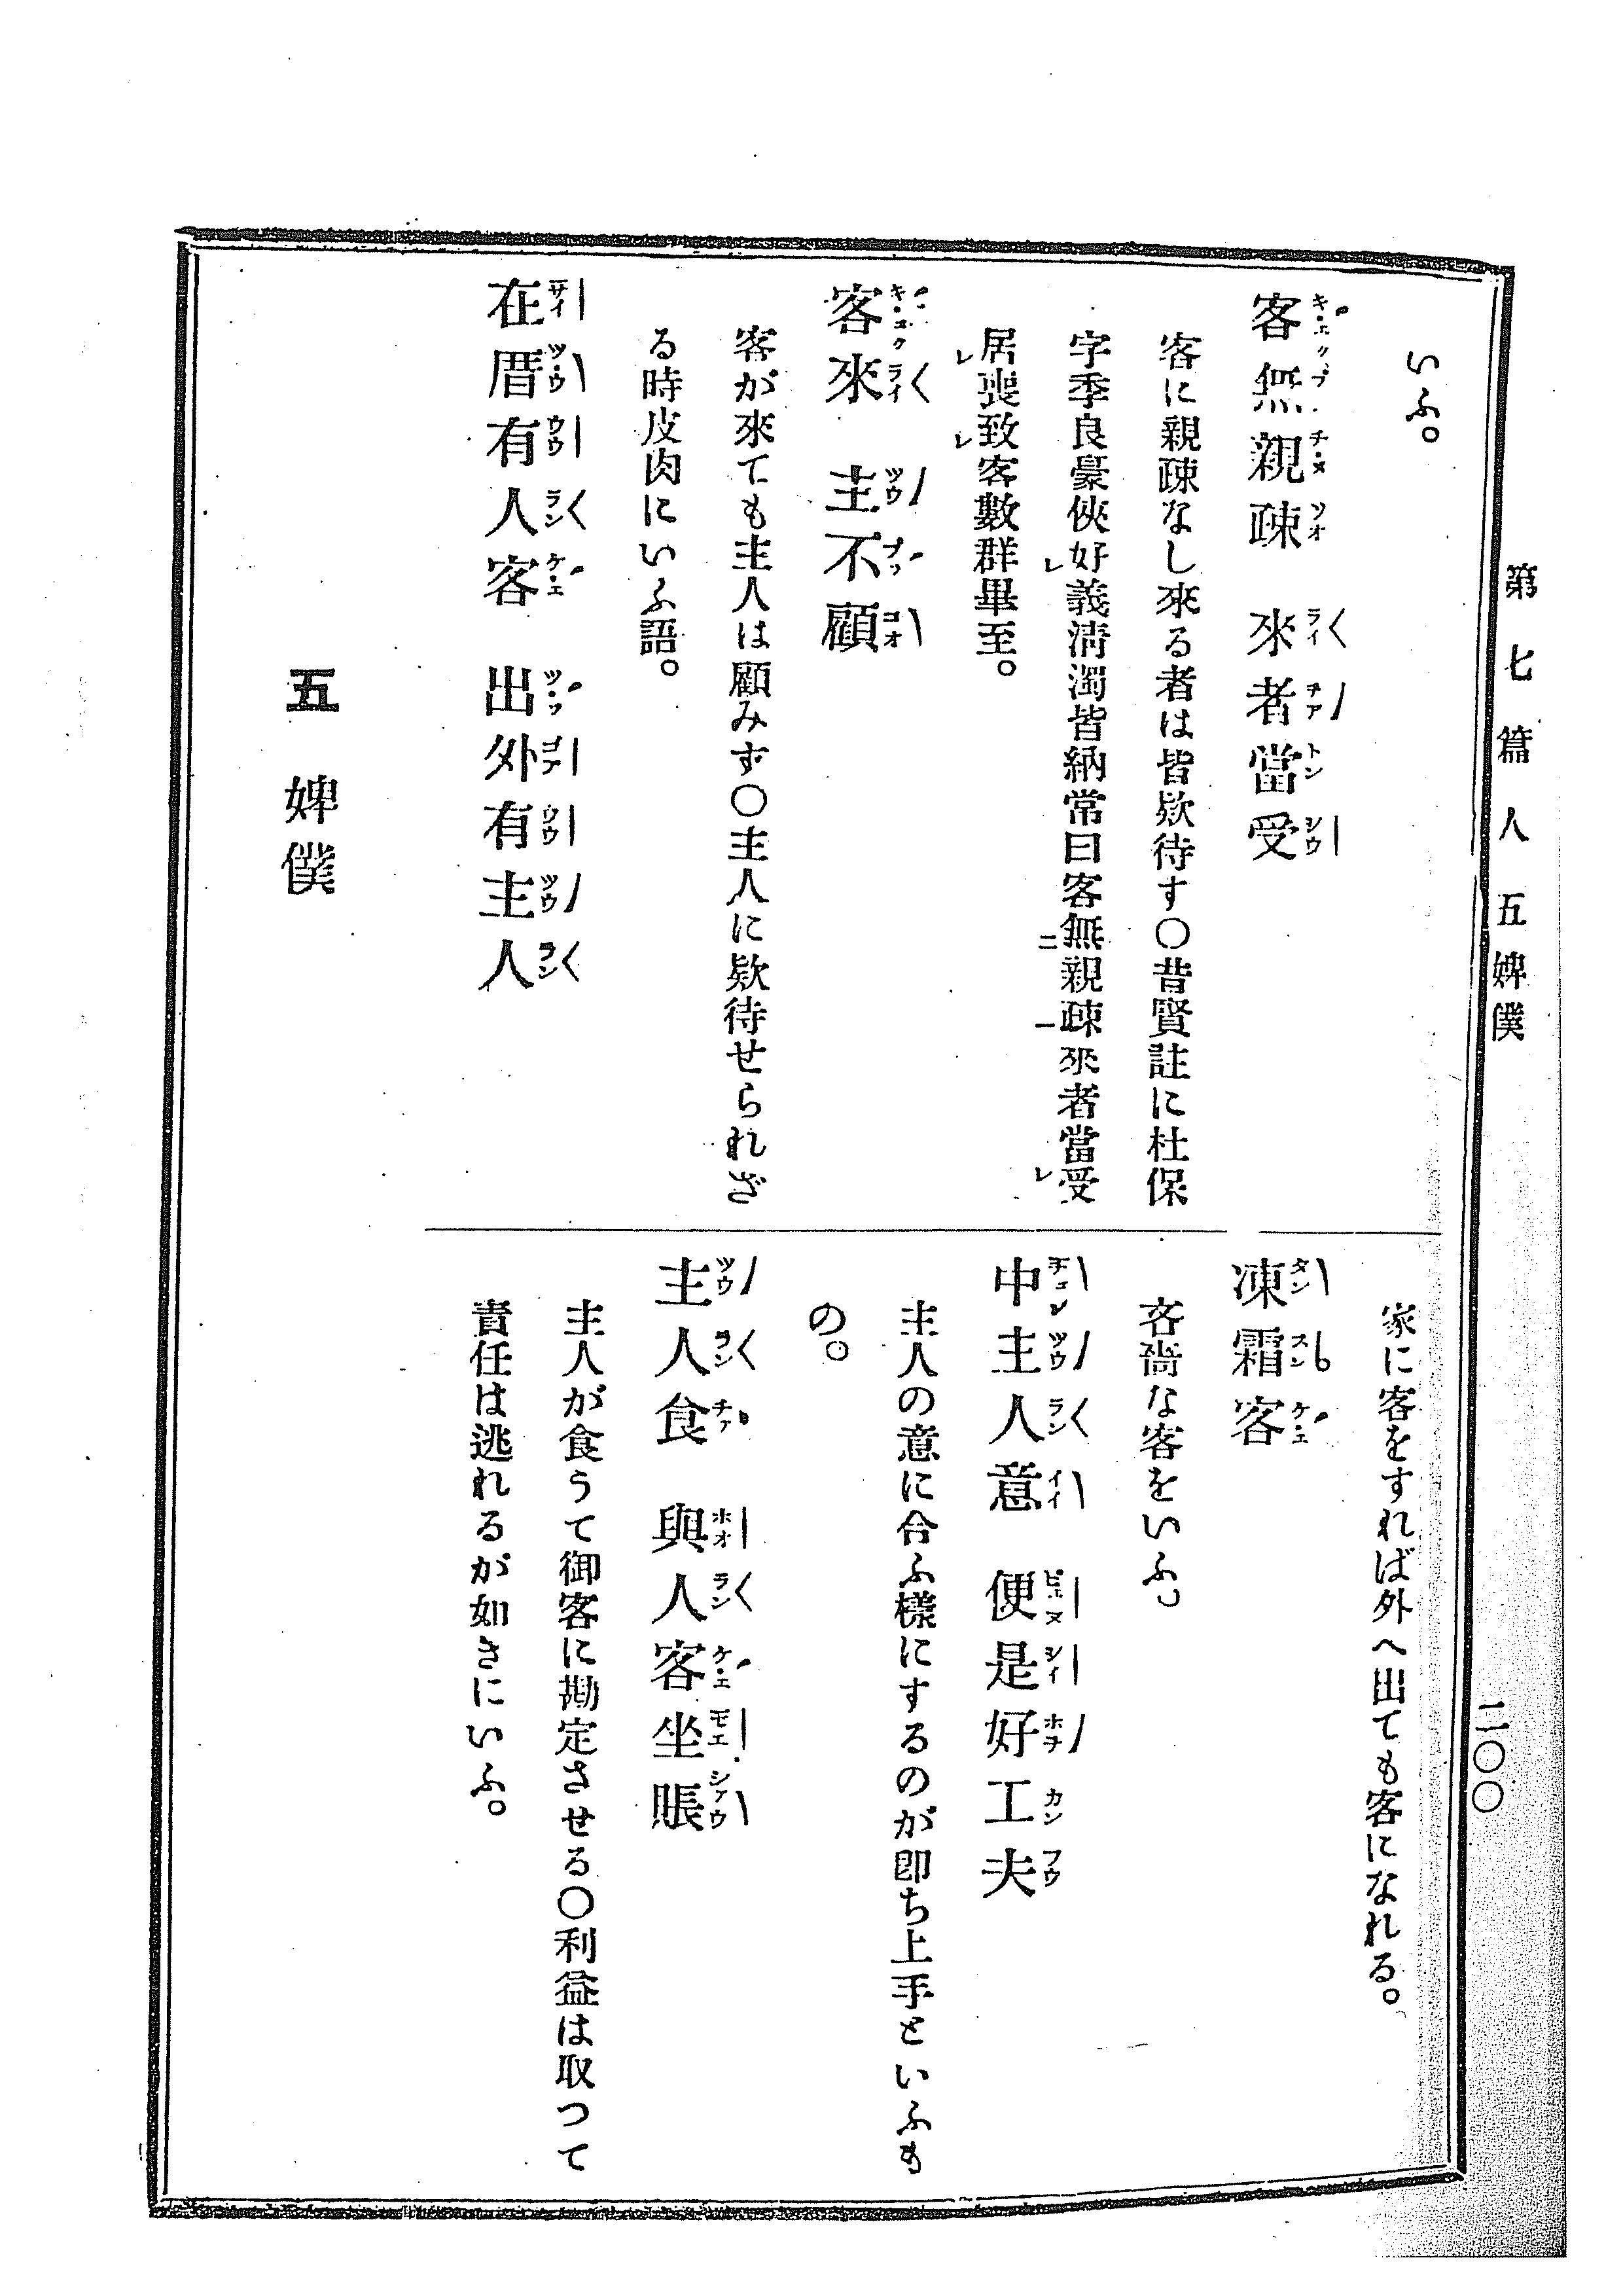 第七篇 人 五 婢僕
二〇〇
いふ。
客無親疎 來者當受
客に親疎なし來る者は皆欵待す〇昔賢註に杜保
字季良豪俠好レ義淸濁皆納常曰客無二親疎一來者當レ受
居レ喪致レ客數群畢至。
客來 主不顧
客が來ても主人は顧みず〇主人に欵待せられざ
る時皮肉にいふ語。
在厝有人客 出外有主人
家に客をすれば外へ出ても客になれる。
凍霜客
吝嗇な客をいふ。
中主人意 便是好工夫
主人の意に合ふ樣にするのが卽ち上手といふも
の。
主人食 與人客坐賬
主人が食うて御客に勘定させる〇利益は取つて
責任は逃れるが如きにいふ。
五 婢僕